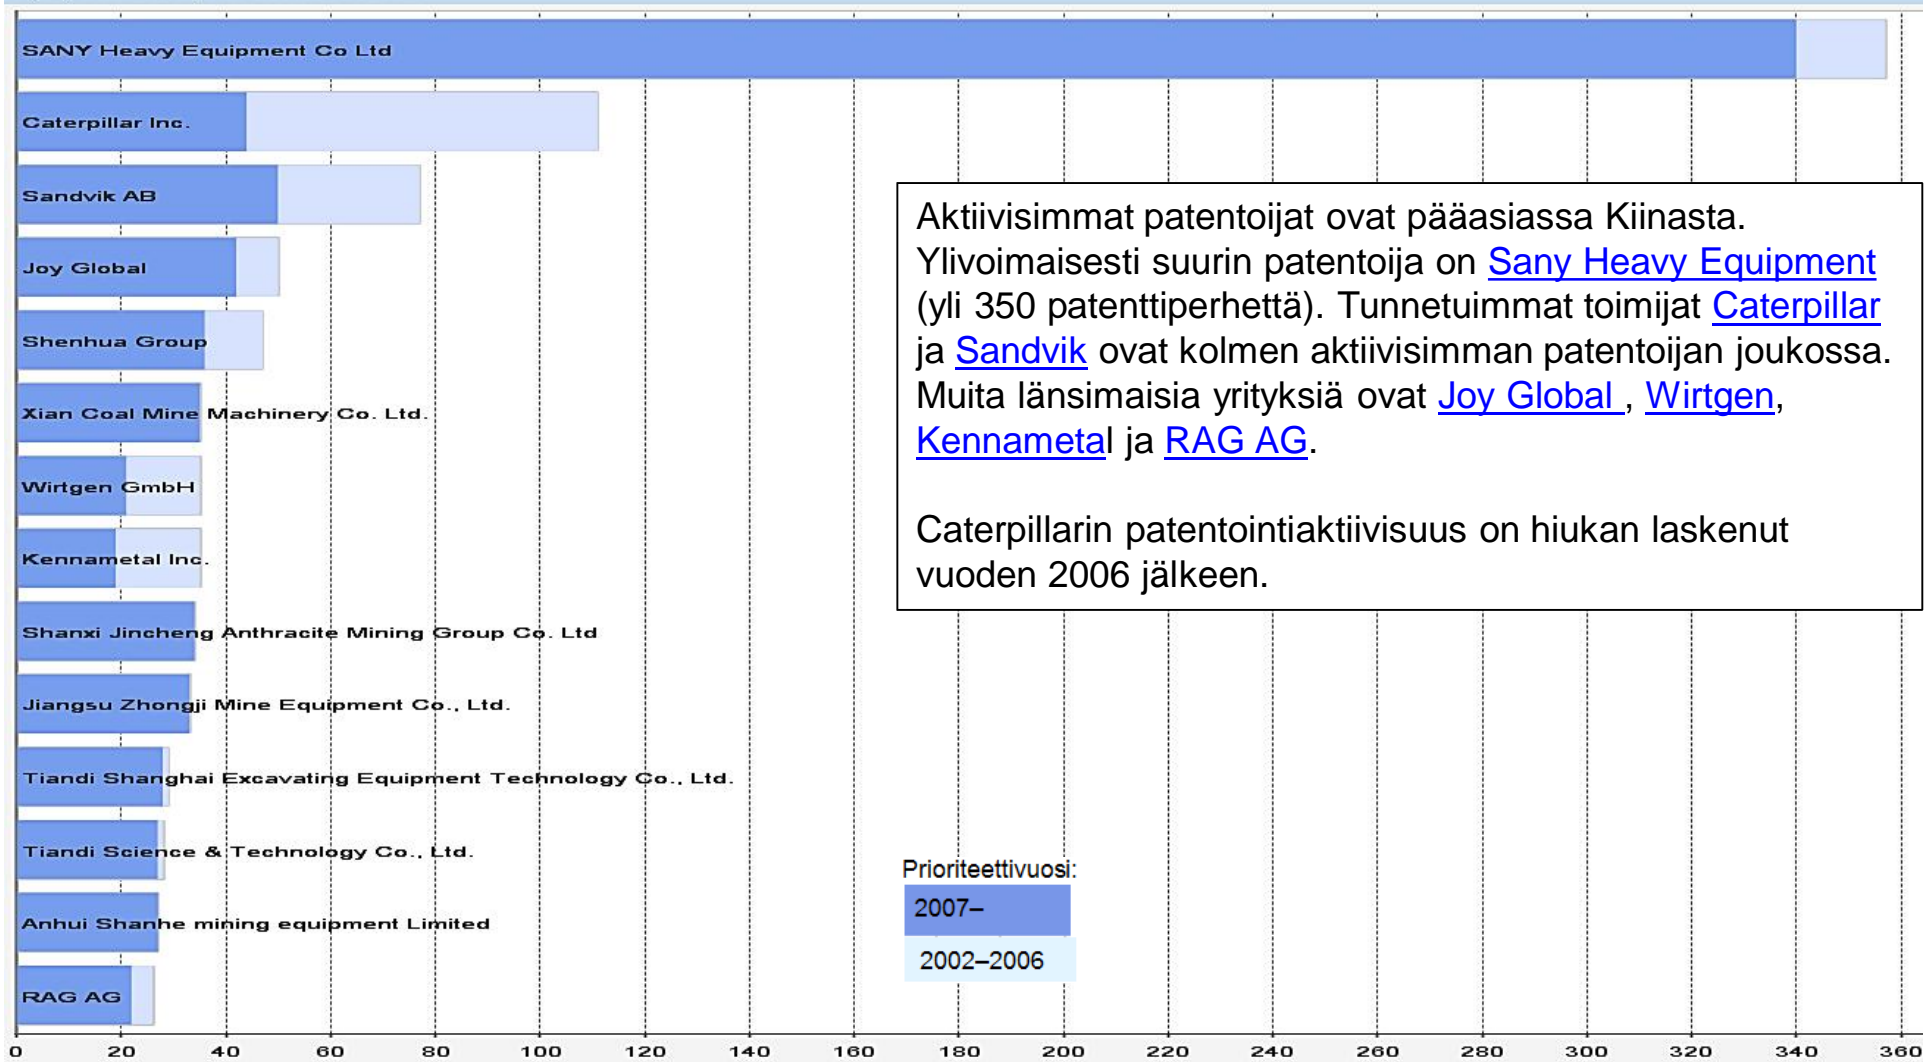 SANY Heavy Equipment Co Ltd
Caterpillar Inc.
Sandvik AB
Joy Global
Shenhua Group
Xian Coal Mine Machinery Co. Ltd.
Wirtgen GmbH
Kennametal Inc.
Shanxi Jincheng Anthracite Mining Group Co. Ltd
Jiangsu Zhongji Mine Equipment Co., Ltd.
Tiandi Shanghai Excavating Equipment Technology Co., Ltd.
Tiandi Science & Technology Co., Ltd.
Anhui Shanhe mining equipment Limited
RAG AG
Aktiivisimmat patentoijat ovat pääasiassa Kiinasta.
Ylivoimaisesti suurin patentoija on Sany Heavy Equipment
(yli 350 patenttiperhettä). Tunnetuimmat toimijat Caterpillar
ja Sandvik ovat kolmen aktiivisimman patentoijan joukossa.
Muita länsimaisia yrityksiä ovat Joy Global , Wirtgen,
Kennametal ja RAG AG.
Caterpillarin patentointiaktiivisuus on hiukan laskenut
vuoden 2006 jälkeen.
Prioriteettivuosi:
2007–
2002–2006
0 20 40 60 80 100 120 140 160 180 200 220 240 260 280 300 320 340 360